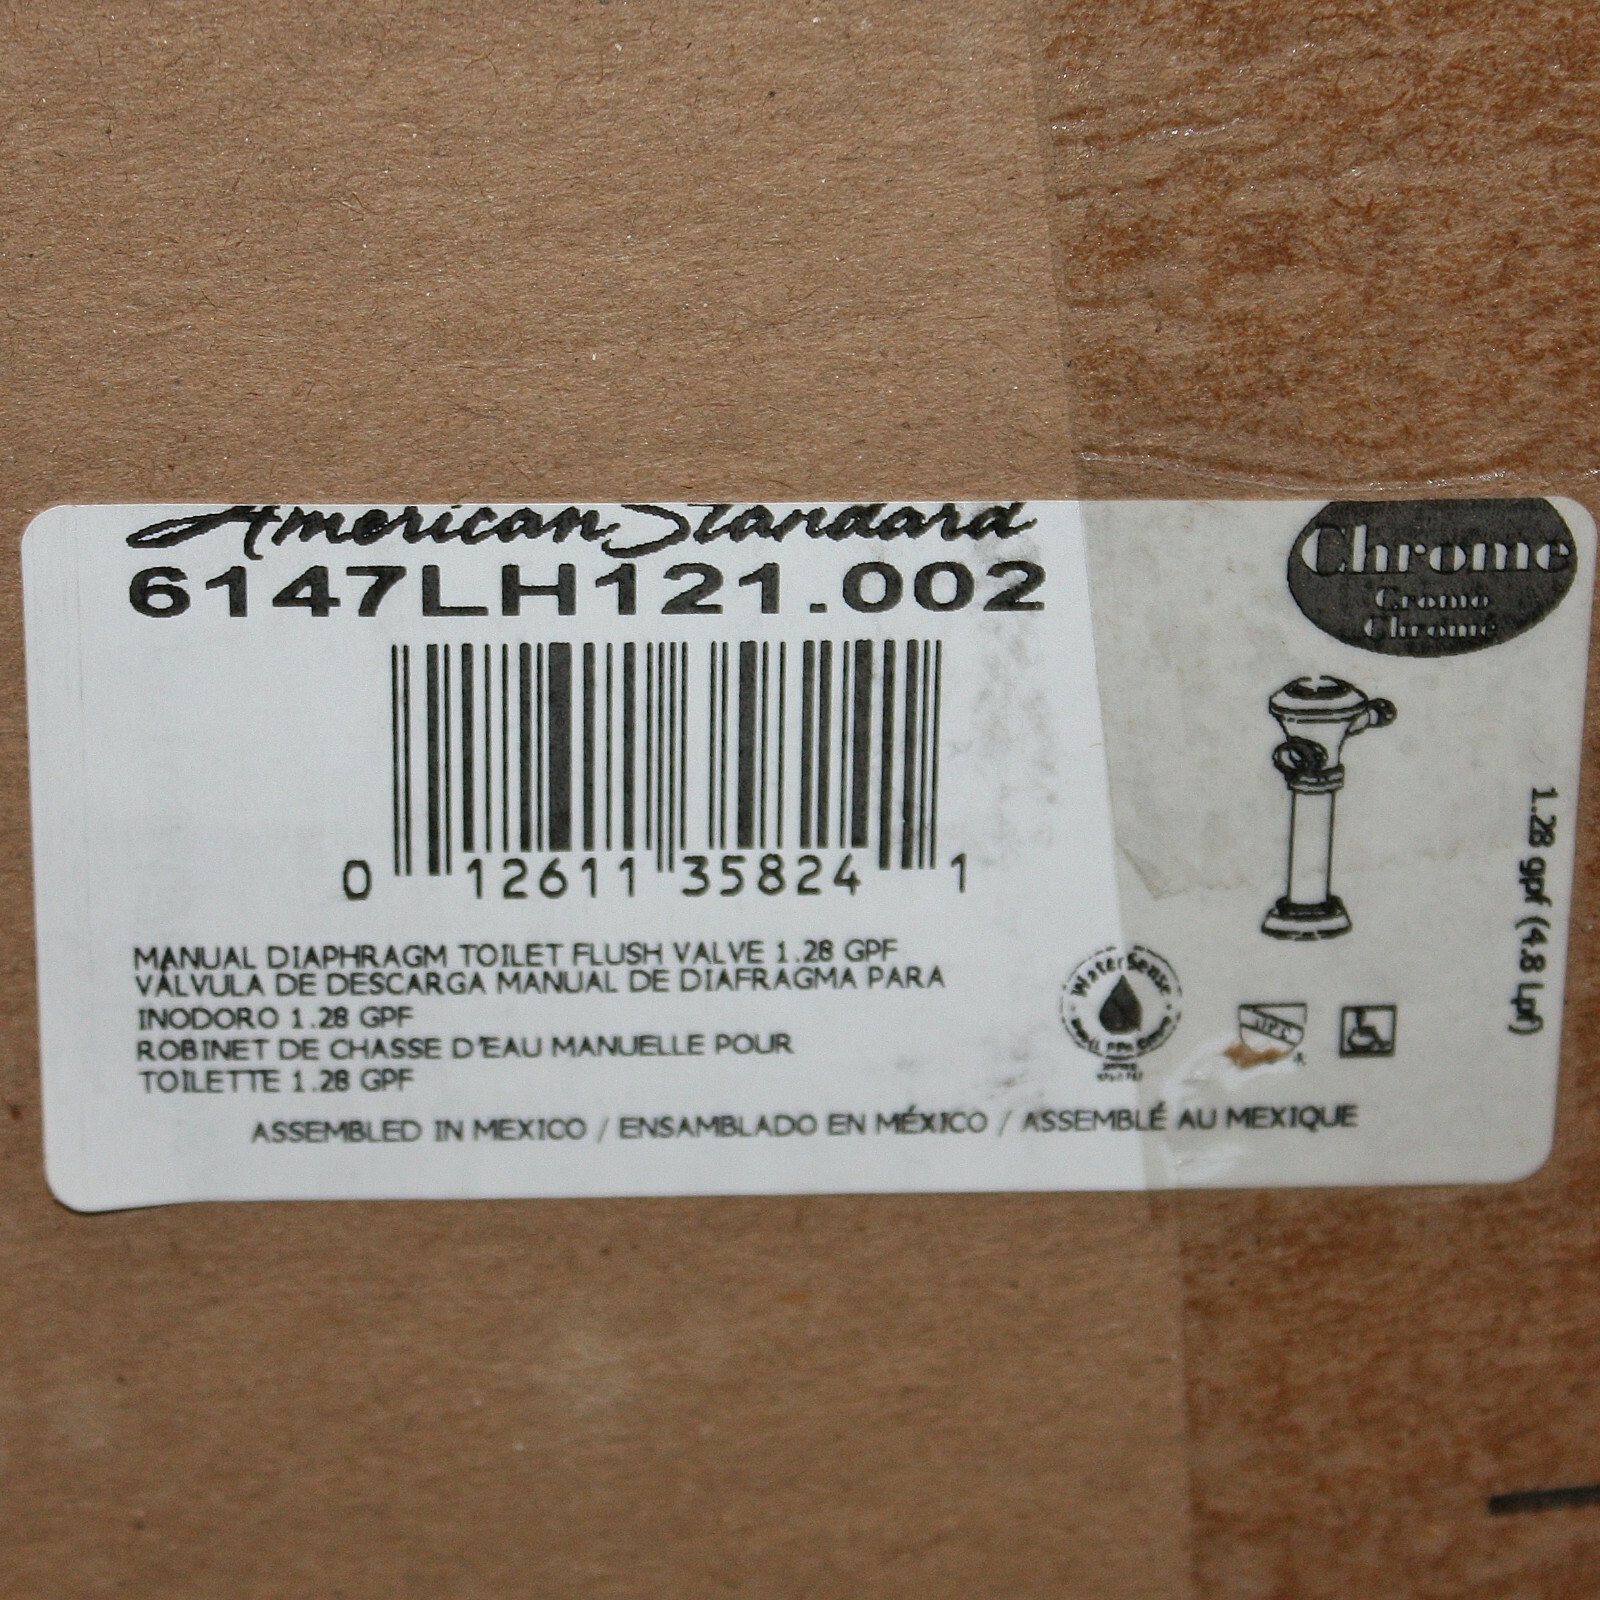 American Standard
6147LH121.002
Chrome
Cromo
Chrome
0 12611 35824 1
1.28 gpf (4.8 Lpf)
MANUAL DIAPHRAGM TOILET FLUSH VALVE 1.28 GPF
VÁLVULA DE DESCARGA MANUAL DE DIAFRAGMA PARA
INODORO 1.28 GPF
ROBINET DE CHASSE D'EAU MANUELLE POUR
TOILETTE 1.28 GPF
WaterSense
ASSEMBLED IN MEXICO / ENSAMBLADO EN MÉXICO / ASSEMBLÉ AU MEXIQUE